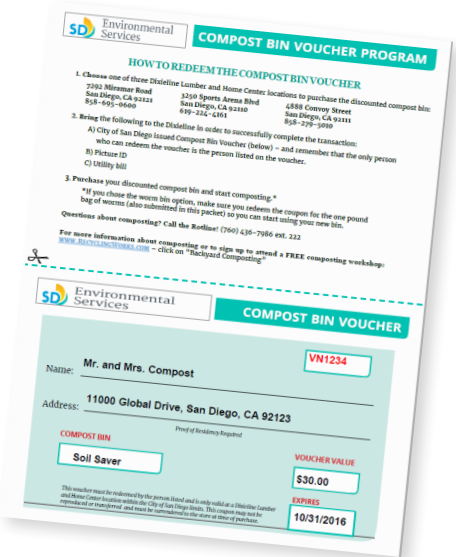 SD Environmental Services
COMPOST BIN VOUCHER PROGRAM
HOW TO REDEEM THE COMPOST BIN VOUCHER
1. Choose one of three Dixieline Lumber and Home Center locations to purchase the discounted compost bin:
7292 Miramar Road
San Diego, CA 92121
858-695-0600
3250 Sports Arena Blvd
San Diego, CA 92110
619-224-4161
4888 Convoy Street
San Diego, CA 92111
858-279-5010
2. Bring the following to the Dixieline in order to successfully complete the transaction:
A) City of San Diego issued Compost Bin Voucher (below) – and remember that the only person
who can redeem the voucher is the person listed on the voucher.
B) Picture ID
C) Utility bill
3. Purchase your discounted compost bin and start composting.*
*If you chose the worm bin option, make sure you redeem the coupon for the one pound
bag of worms (also submitted in this packet) so you can start using your new bin.
Questions about composting? Call the Rotline! (760) 436-7986 ext. 222
For more information about composting or to sign up to attend a FREE composting workshop:
www.RecyclingWorks.com – click on "Backyard Composting"
SD Environmental Services
COMPOST BIN VOUCHER
VN1234
Name: Mr. and Mrs. Compost
Address: 11000 Global Drive, San Diego, CA 92123
Proof of Residency Required
COMPOST BIN
Soil Saver
VOUCHER VALUE
$30.00
EXPIRES
10/31/2016
This voucher must be redeemed by the person listed and is only valid at a Dixieline Lumber
and Home Center location within the City of San Diego limits. This coupon may not be
reproduced or transferred and must be surrendered to the store at time of purchase.